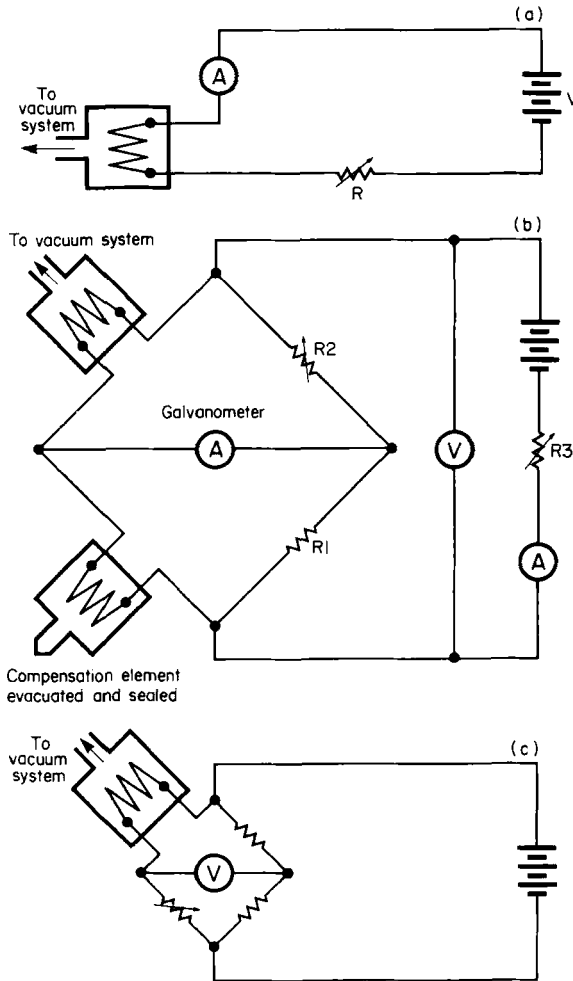 (a)
A
To
vacuum
system
V
R
(b)
To vacuum system
R2
Galvanometer
A
V
R3
R1
A
Compensation element
evacuated and sealed
(c)
To
vacuum
system
V